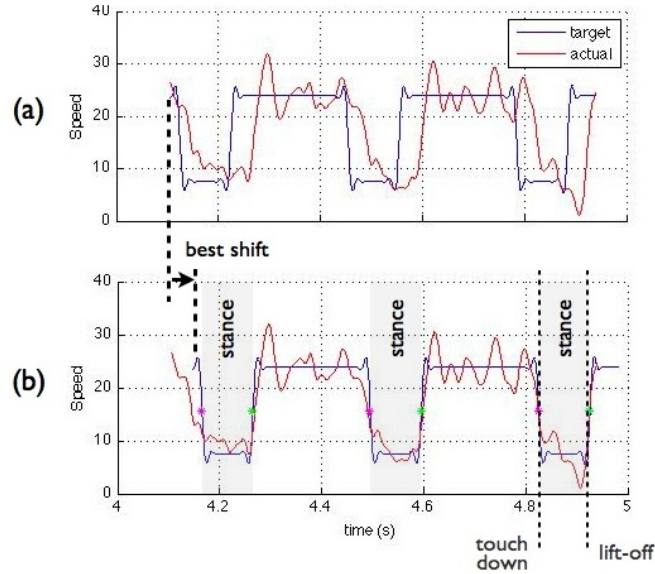 (a)
Speed
40
30
20
10
0
target
actual
best shift
(b)
Speed
40
30
20
10
0
stance
stance
stance
4
4.2
4.4
4.6
4.8
5
time (s)
touch
down
lift-off